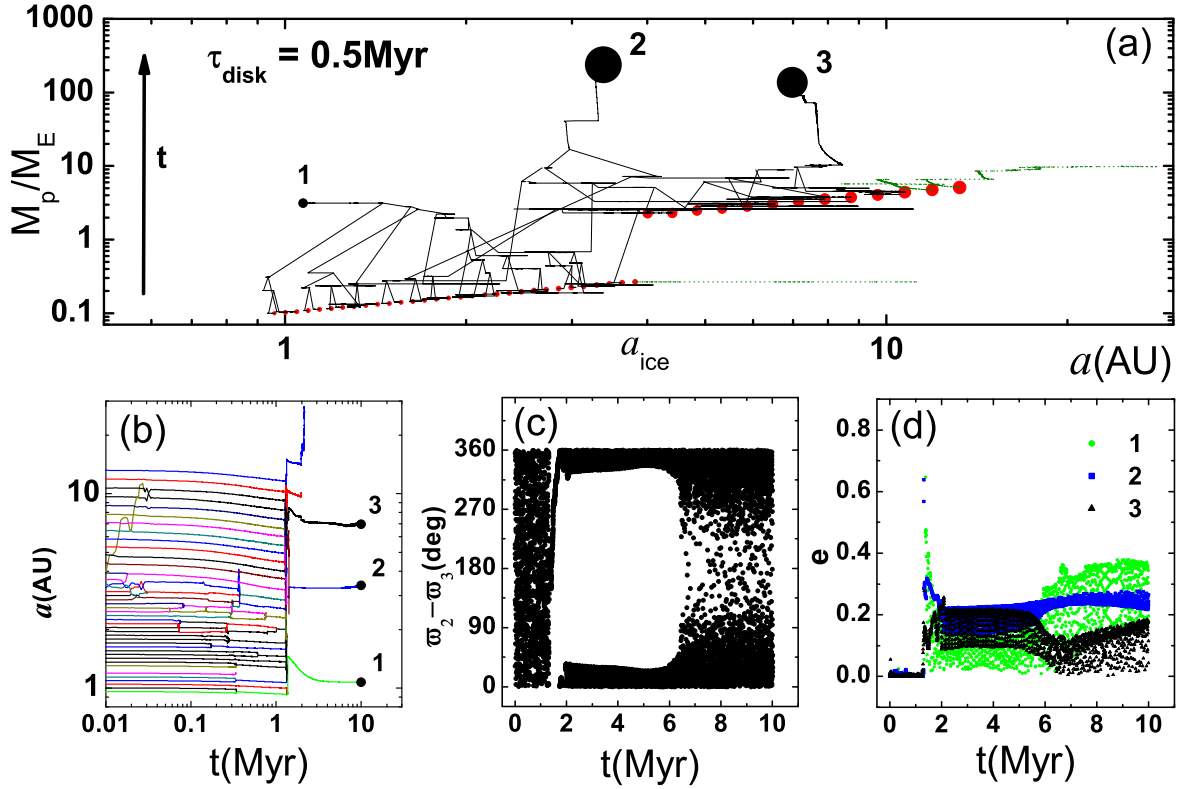 (a)
τdisk = 0.5Myr
t
1
2
3
Mp/ME
1000
100
10
1
0.1
1
aice
10
a(AU)
(b)
3
2
1
a(AU)
10
1
0.01
0.1
1
10
t(Myr)
(c)
ϖ2−ϖ3(deg)
360
270
180
90
0
0
2
4
6
8
10
t(Myr)
(d)
1
2
3
e
0.8
0.6
0.4
0.2
0.0
0
2
4
6
8
10
t(Myr)